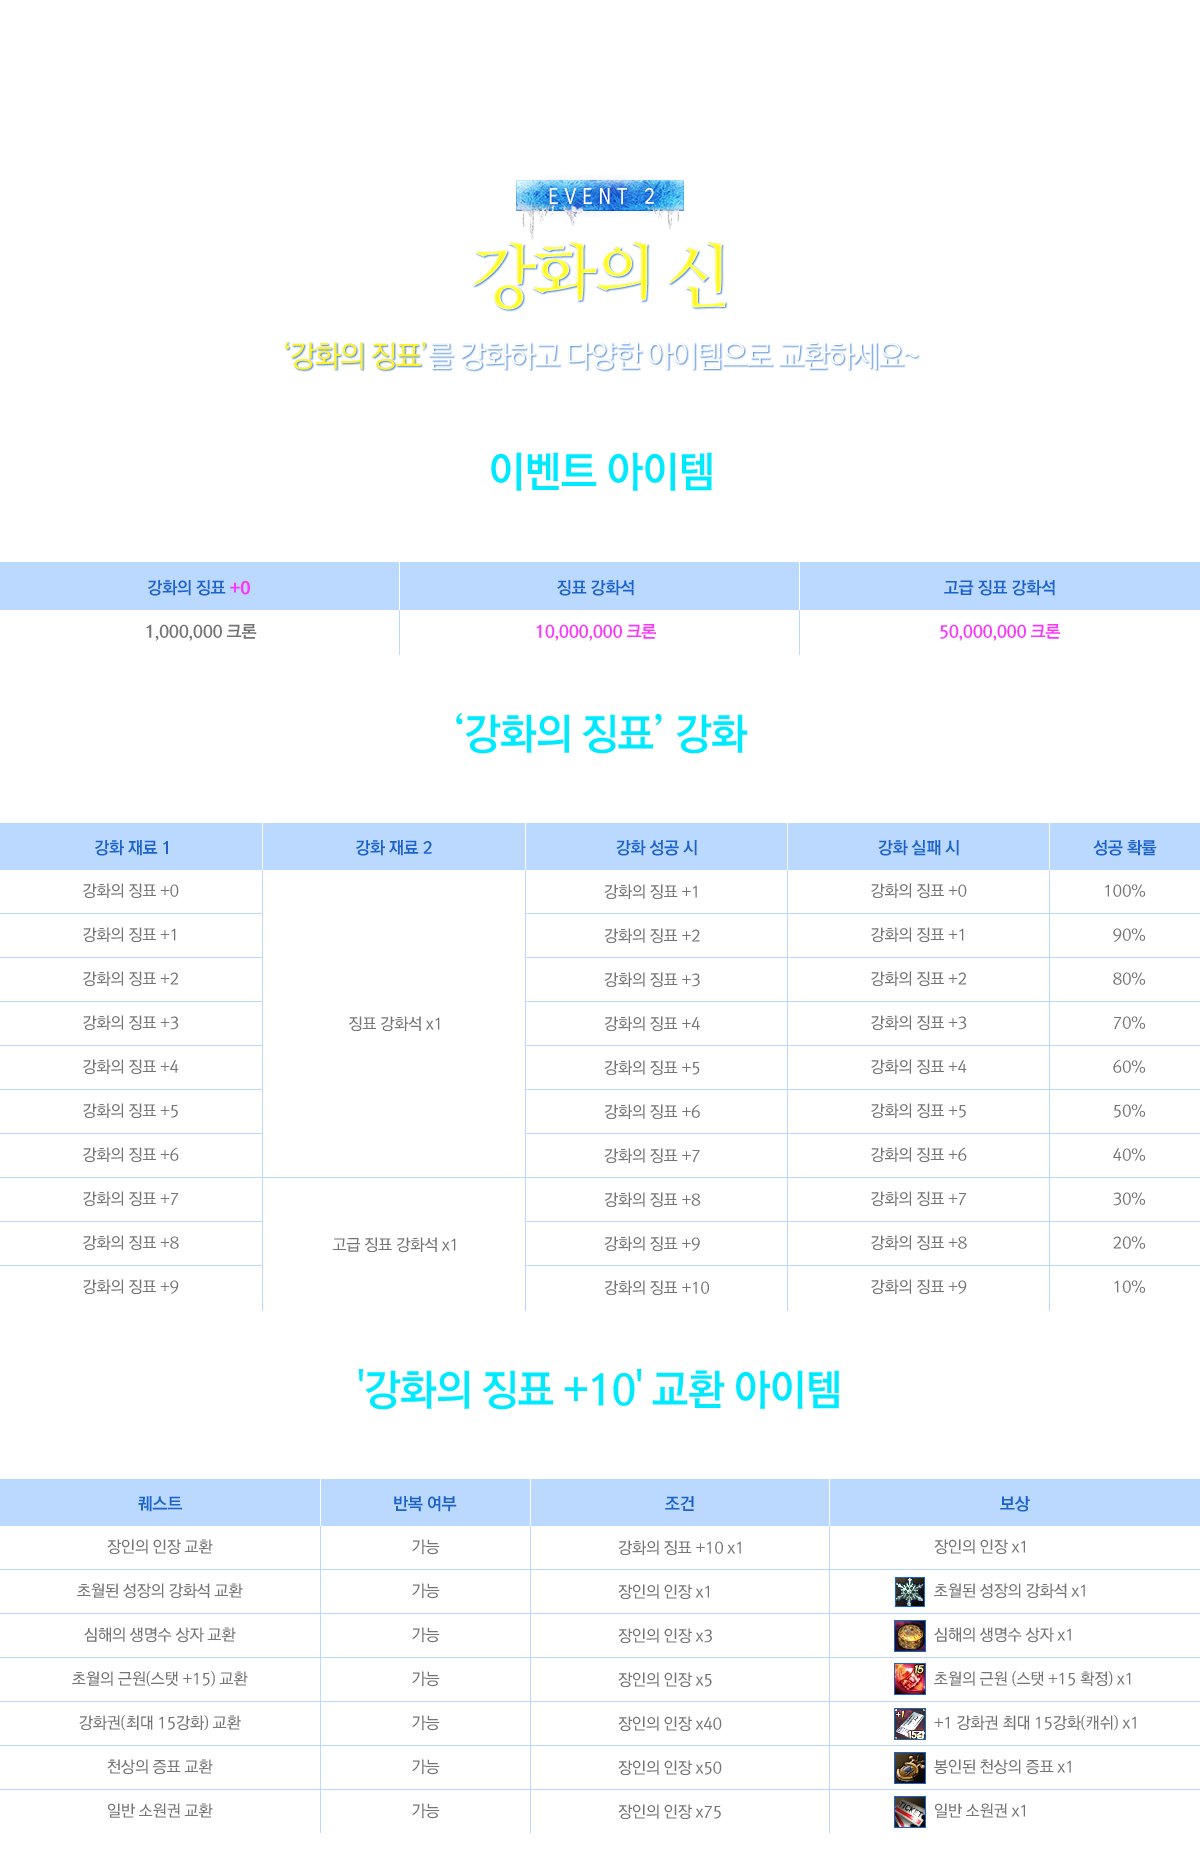 EVENT 2
강화의 신
‘강화의 징표’를 강화하고 다양한 아이템으로 교환하세요~
이벤트 아이템
강화의 징표 +0 징표 강화석 고급 징표 강화석
1,000,000 크론 10,000,000 크론 50,000,000 크론
‘강화의 징표’ 강화
강화 재료 1 강화 재료 2 강화 성공 시 강화 실패 시 성공 확률
강화의 징표 +0 강화의 징표 +1 강화의 징표 +0 100%
강화의 징표 +1 강화의 징표 +2 강화의 징표 +1 90%
강화의 징표 +2 강화의 징표 +3 강화의 징표 +2 80%
강화의 징표 +3 징표 강화석 x1 강화의 징표 +4 강화의 징표 +3 70%
강화의 징표 +4 강화의 징표 +5 강화의 징표 +4 60%
강화의 징표 +5 강화의 징표 +6 강화의 징표 +5 50%
강화의 징표 +6 강화의 징표 +7 강화의 징표 +6 40%
강화의 징표 +7 강화의 징표 +8 강화의 징표 +7 30%
강화의 징표 +8 고급 징표 강화석 x1 강화의 징표 +9 강화의 징표 +8 20%
강화의 징표 +9 강화의 징표 +10 강화의 징표 +9 10%
'강화의 징표 +10' 교환 아이템
퀘스트 반복 여부 조건 보상
장인의 인장 교환 가능 강화의 징표 +10 x1 장인의 인장 x1
초월된 성장의 강화석 교환 가능 장인의 인장 x1 초월된 성장의 강화석 x1
심해의 생명수 상자 교환 가능 장인의 인장 x3 심해의 생명수 상자 x1
초월의 근원(스탯 +15) 교환 가능 장인의 인장 x5 15 초월의 근원 (스탯 +15 확정) x1
강화권(최대 15강화) 교환 가능 장인의 인장 x40 +1 15강 +1 강화권 최대 15강화(캐쉬) x1
천상의 증표 교환 가능 장인의 인장 x50 봉인된 천상의 증표 x1
일반 소원권 교환 가능 장인의 인장 x75 TICKET 일반 소원권 x1